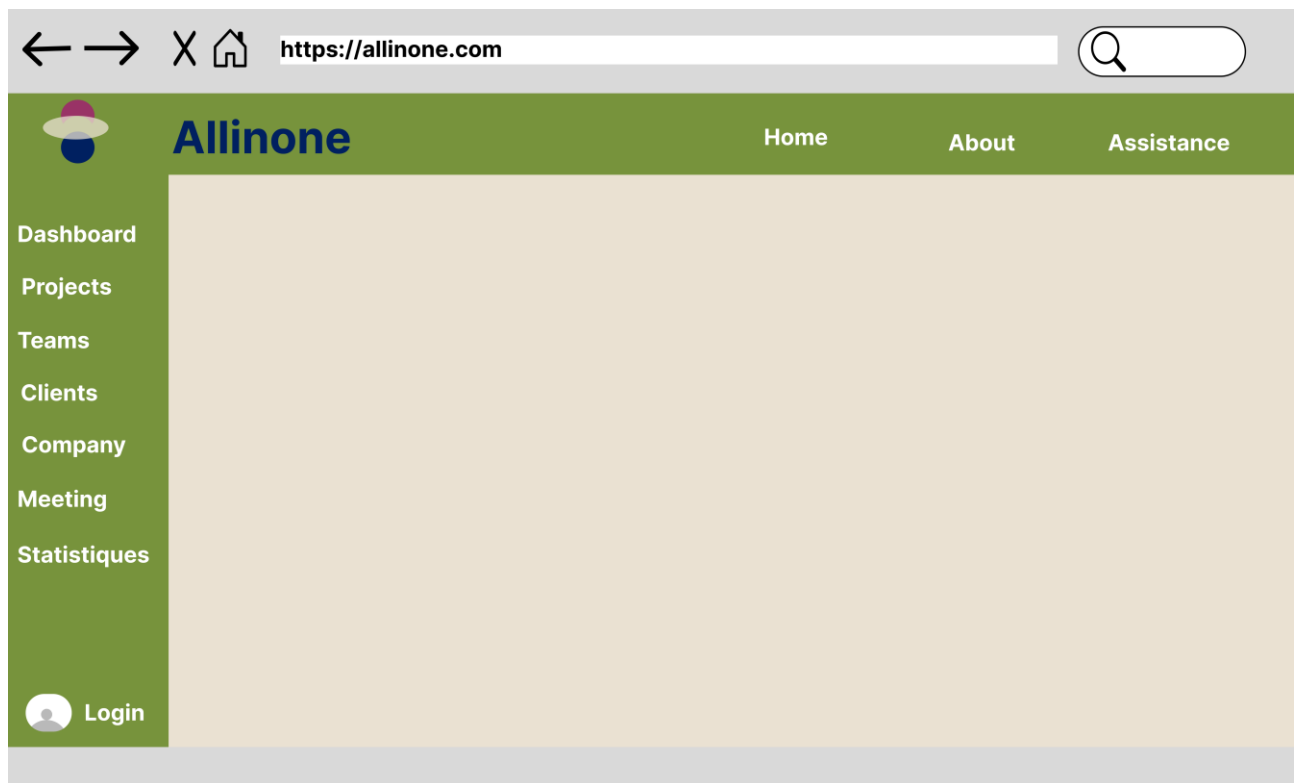 https://allinone.com
Allinone
Home
About
Assistance
Dashboard
Projects
Teams
Clients
Company
Meeting
Statistiques
Login